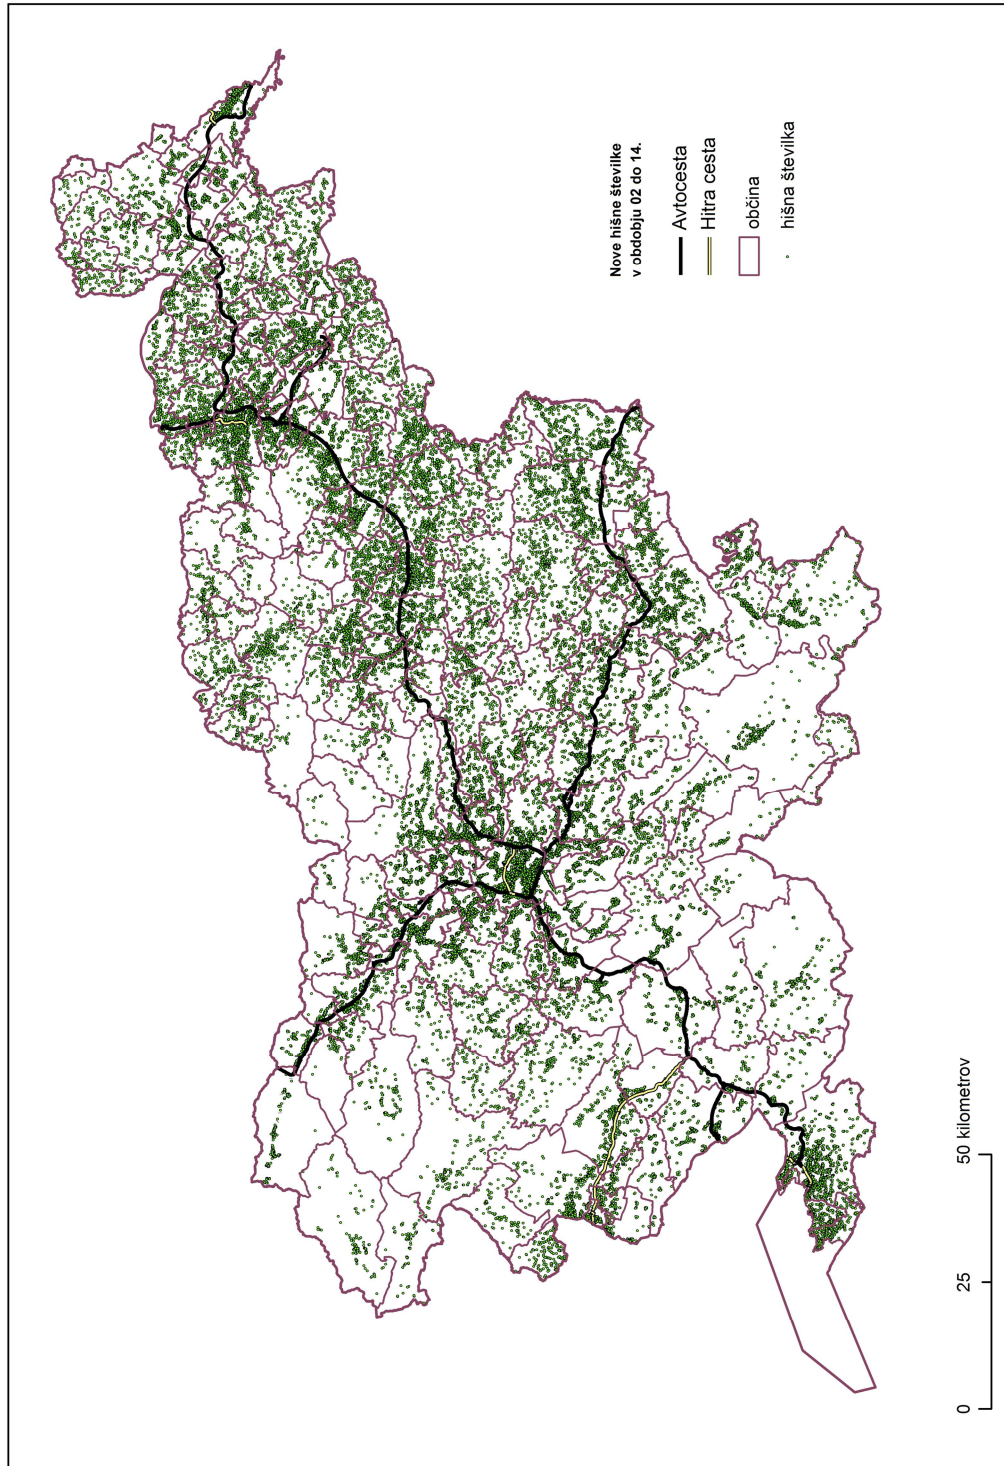 Nove hišne številke
v obdobju 02 do 14.
Avtocesta
Hitra cesta
občina
hišna številka
0 25 50 kilometrov